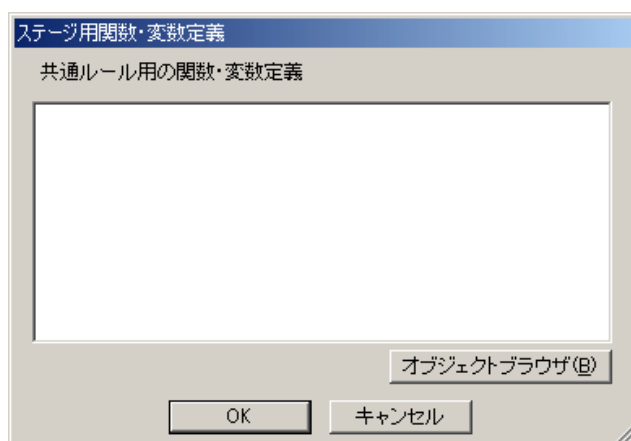 ステージ用関数・変数定義
共通ルール用の関数・変数定義
オブジェクトブラウザ(B)
OK キャンセル